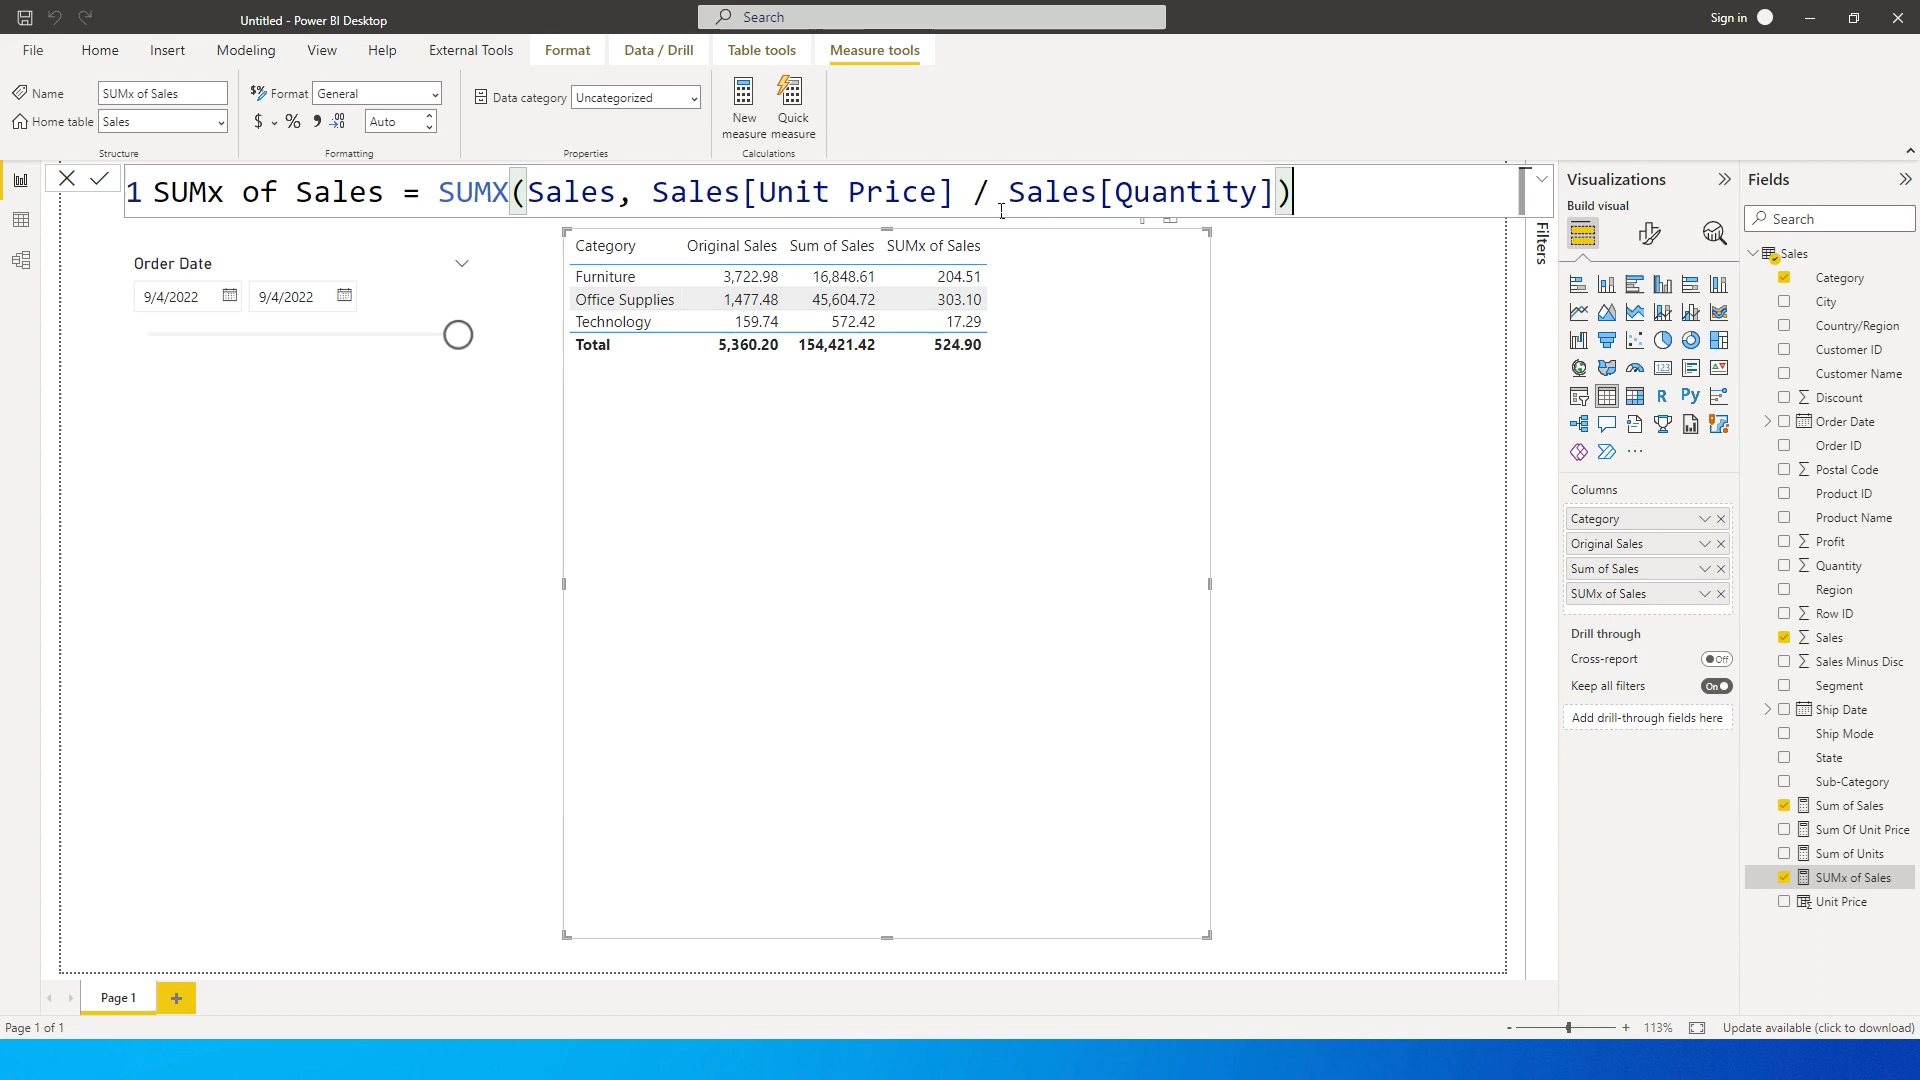 Untitled - Power BI Desktop
Search
Sign in
File Home Insert Modeling View Help External Tools Format Data / Drill Table tools Measure tools
Name SUMx of Sales
Home table Sales
Structure
Format General
$ % 9 Auto
Formatting
Data category Uncategorized
Properties
New measure
Quick measure
Calculations
1 SUMx of Sales = SUMX(Sales, Sales[Unit Price] / Sales[Quantity])
Order Date
9/4/2022 9/4/2022
Category Original Sales Sum of Sales SUMx of Sales
Furniture 3,722.98 16,848.61 204.51
Office Supplies 1,477.48 45,604.72 303.10
Technology 159.74 572.42 17.29
Total 5,360.20 154,421.42 524.90
Filters
Visualizations
Build visual
R Py
123
...
Columns
Category
Original Sales
Sum of Sales
SUMx of Sales
Drill through
Cross-report Off
Keep all filters On
Add drill-through fields here
Fields
Search
Sales
Category
City
Country/Region
Customer ID
Customer Name
Discount
Order Date
Order ID
Postal Code
Product ID
Product Name
Profit
Quantity
Region
Row ID
Sales
Sales Minus Disc
Segment
Ship Date
Ship Mode
State
Sub-Category
Sum of Sales
Sum Of Unit Price
Sum of Units
SUMx of Sales
Unit Price
Page 1
+
Page 1 of 1
- + 113%
Update available (click to download)